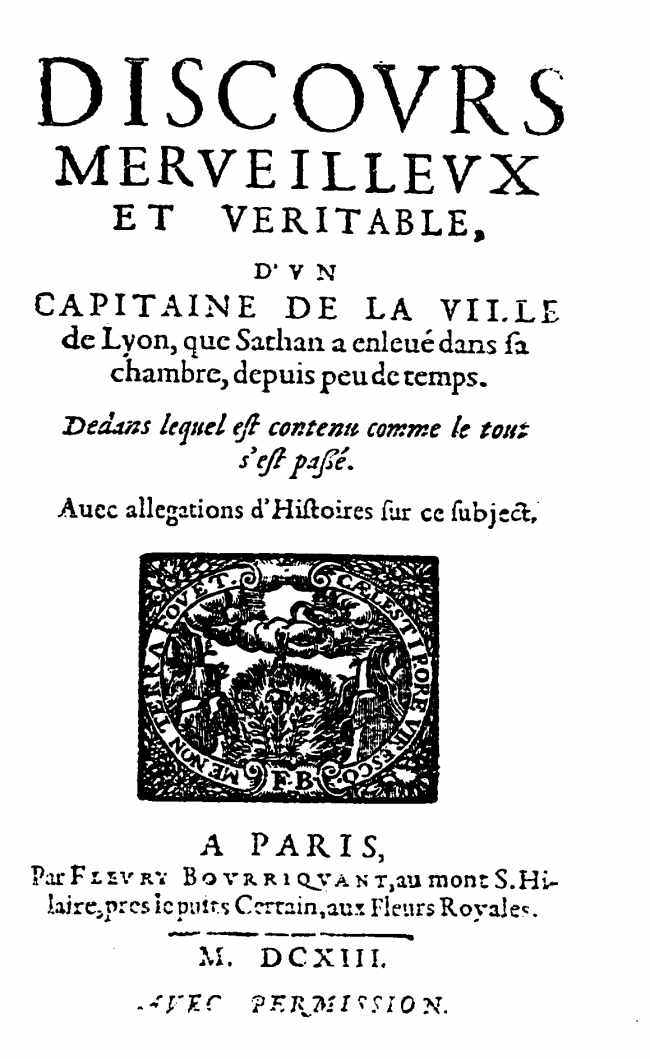 DISCOVRS
MERVEILLEVX
ET VERITABLE,
D'VN
CAPITAINE DE LA VILLE
de Lyon, que Sathan a enleué dans ſa
chambre, depuis peu de temps.
Dedans lequel eſt contenu comme le tout
s'eſt paßé.
Auec allegations d'Hiſtoires ſur ce ſubject,
ME NON TERRA FOVET.
CÆLESTI RORE VIRESCO
F·B
A PARIS,
Par FLEVRY BOVRRIQVANT, au mont S. Hi-
laire, pres le puits Certain, aux Fleurs Royales.
M. DCXIII.
AVEC PERMISSION.